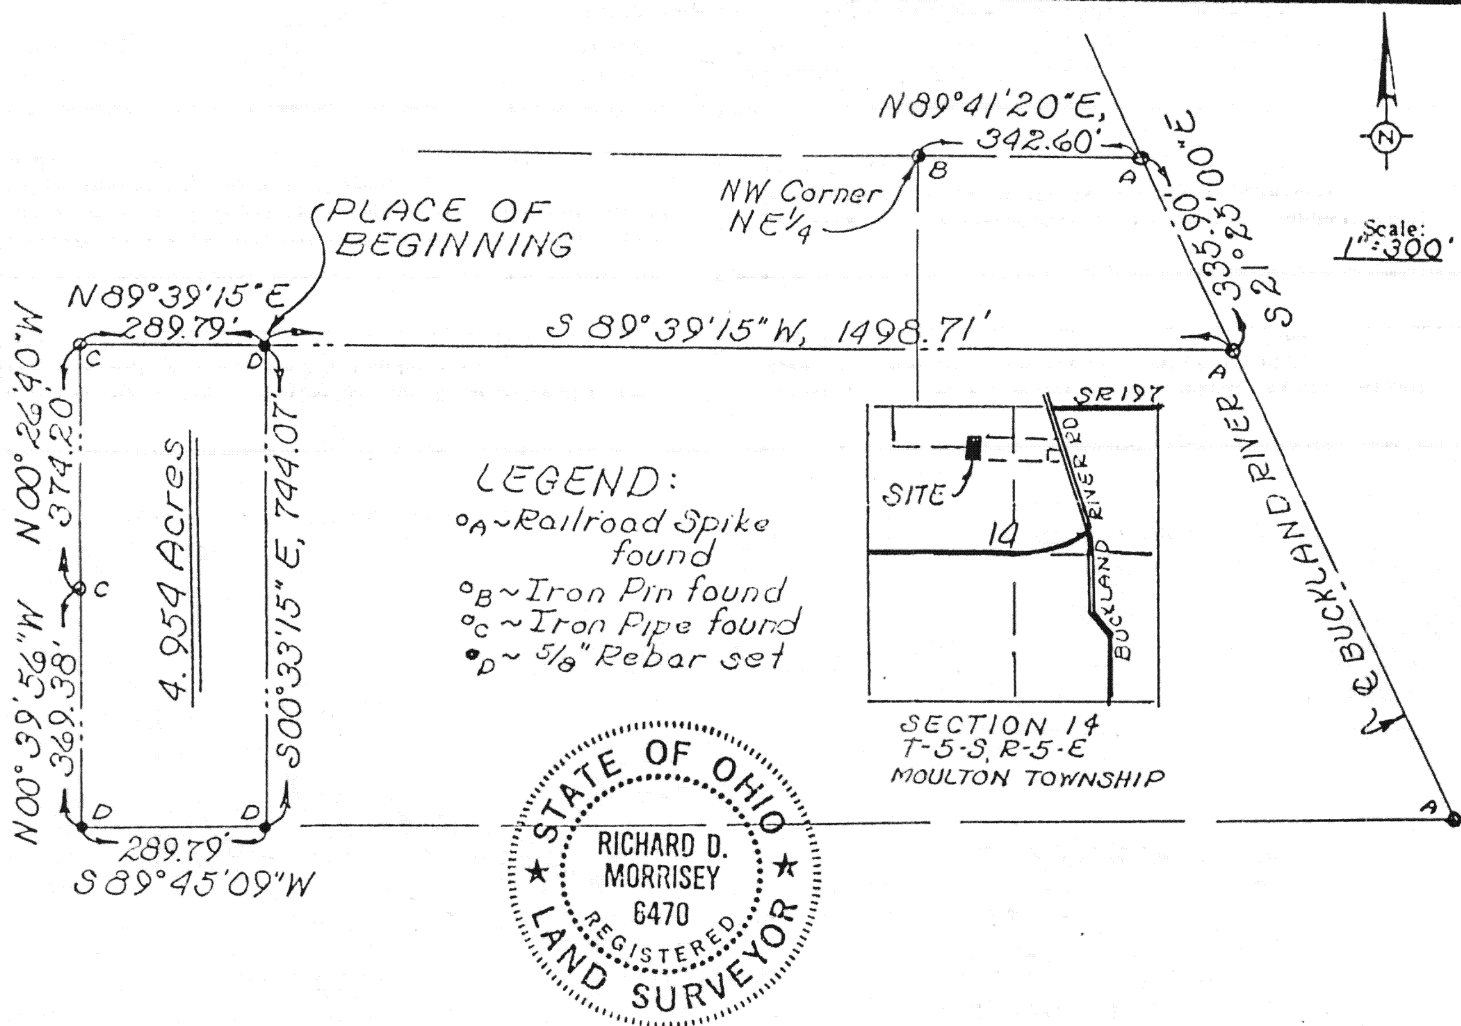 N89°41'20"E,
342.60'
B
A
NW Corner
NE¼
335.90'
S21°25'00"E
N
Scale:
1"=300'
PLACE OF
BEGINNING
N89°39'15"E
289.79'
S89°39'15"W, 1498.71'
C
D
A
N00°26'40"W
374.20'
C
N00°39'56"W
369.38'
4.954 Acres
S00°33'15"E, 744.07'
D
D
289.79'
S89°45'09"W
LEGEND:
°A~Railroad Spike
found
°B~Iron Pin found
°C~Iron Pipe found
•D~ 5/8" Rebar set
SR197
SITE
14
BUCKLAND RIVER RD
SECTION 14
T-5-S, R-5-E
MOULTON TOWNSHIP
℄ BUCKLAND RIVER
A
STATE OF OHIO
RICHARD D.
MORRISEY
6470
REGISTERED
LAND SURVEYOR